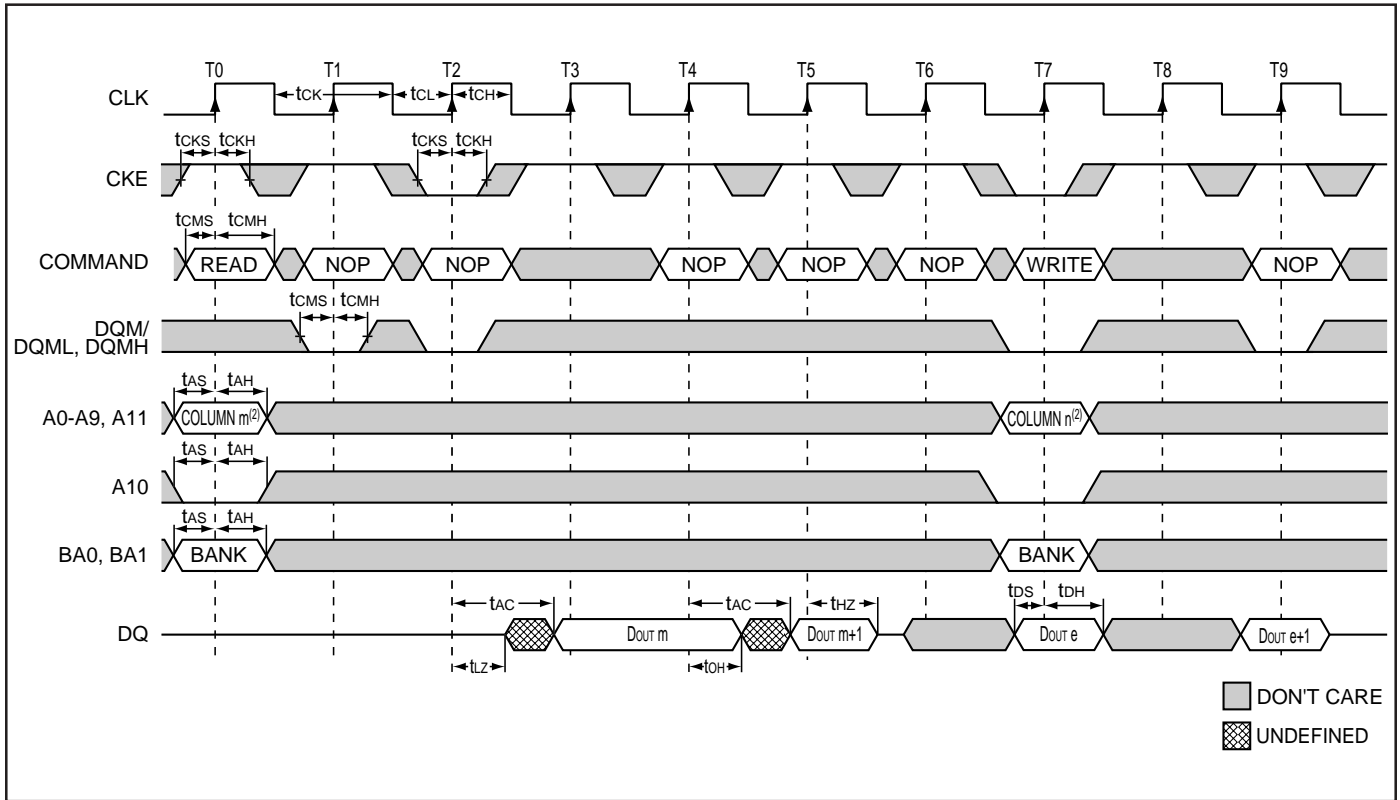 T0 T1 T2 T3 T4 T5 T6 T7 T8 T9
CLK tCK tCL tCH
tCKS tCKH tCKS tCKH
CKE
tCMS tCMH
COMMAND READ NOP NOP NOP NOP NOP WRITE NOP
tCMS tCMH
DQM/
DQML, DQMH
tAS tAH
A0-A9, A11 COLUMN m(2) COLUMN n(2)
tAS tAH
A10
tAS tAH
BA0, BA1 BANK BANK
tAC tAC tHZ tDS tDH
DQ DOUT m DOUT m+1 DOUT e DOUT e+1
tLZ tOH
DON'T CARE
UNDEFINED